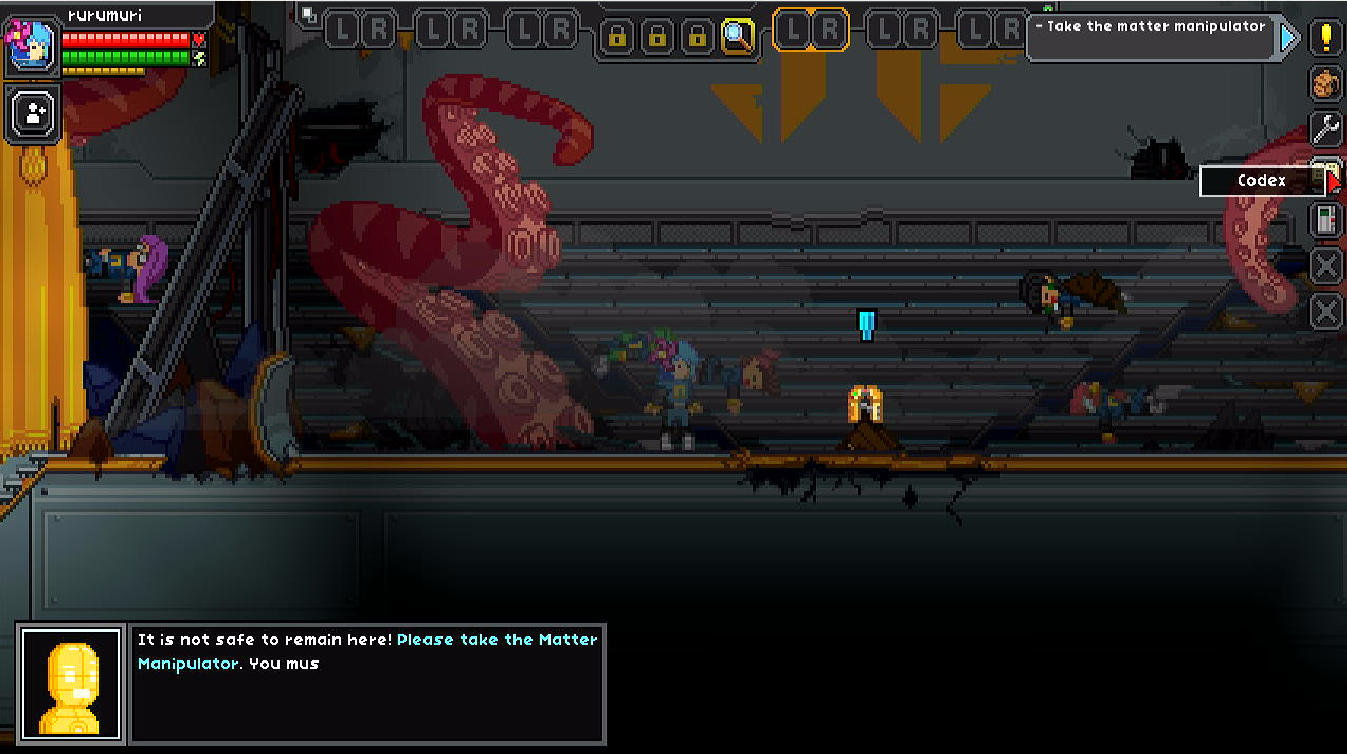 rurumuri
L R L R L R L R L R L R
- Take the matter manipulator
Codex
It is not safe to remain here! Please take the Matter
Manipulator. You mus